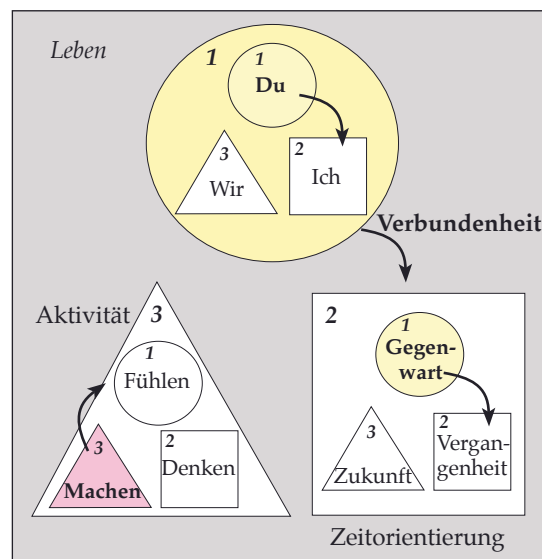 Leben
1
1
Du
2
Ich
3
Wir
Verbundenheit
Aktivität
3
1
Fühlen
2
Denken
3
Machen
2
1
Gegen-
wart
2
Vergan-
genheit
3
Zukunft
Zeitorientierung